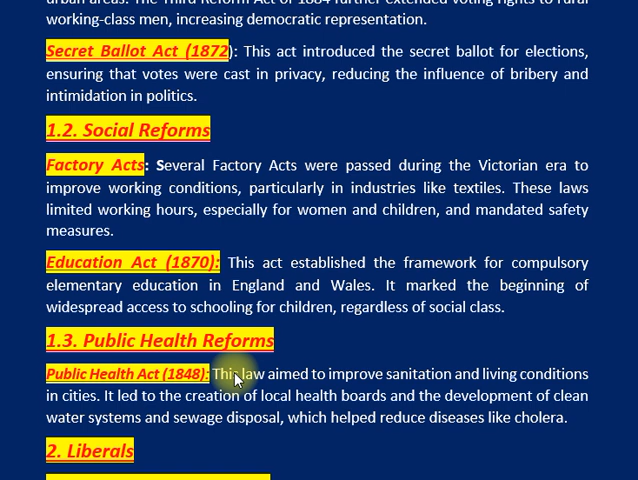 urban areas. The Third Reform Act of 1884 further extended voting rights to rural
working-class men, increasing democratic representation.
Secret Ballot Act (1872): This act introduced the secret ballot for elections,
ensuring that votes were cast in privacy, reducing the influence of bribery and
intimidation in politics.
1.2. Social Reforms
Factory Acts: Several Factory Acts were passed during the Victorian era to
improve working conditions, particularly in industries like textiles. These laws
limited working hours, especially for women and children, and mandated safety
measures.
Education Act (1870): This act established the framework for compulsory
elementary education in England and Wales. It marked the beginning of
widespread access to schooling for children, regardless of social class.
1.3. Public Health Reforms
Public Health Act (1848): This law aimed to improve sanitation and living conditions
in cities. It led to the creation of local health boards and the development of clean
water systems and sewage disposal, which helped reduce diseases like cholera.
2. Liberals